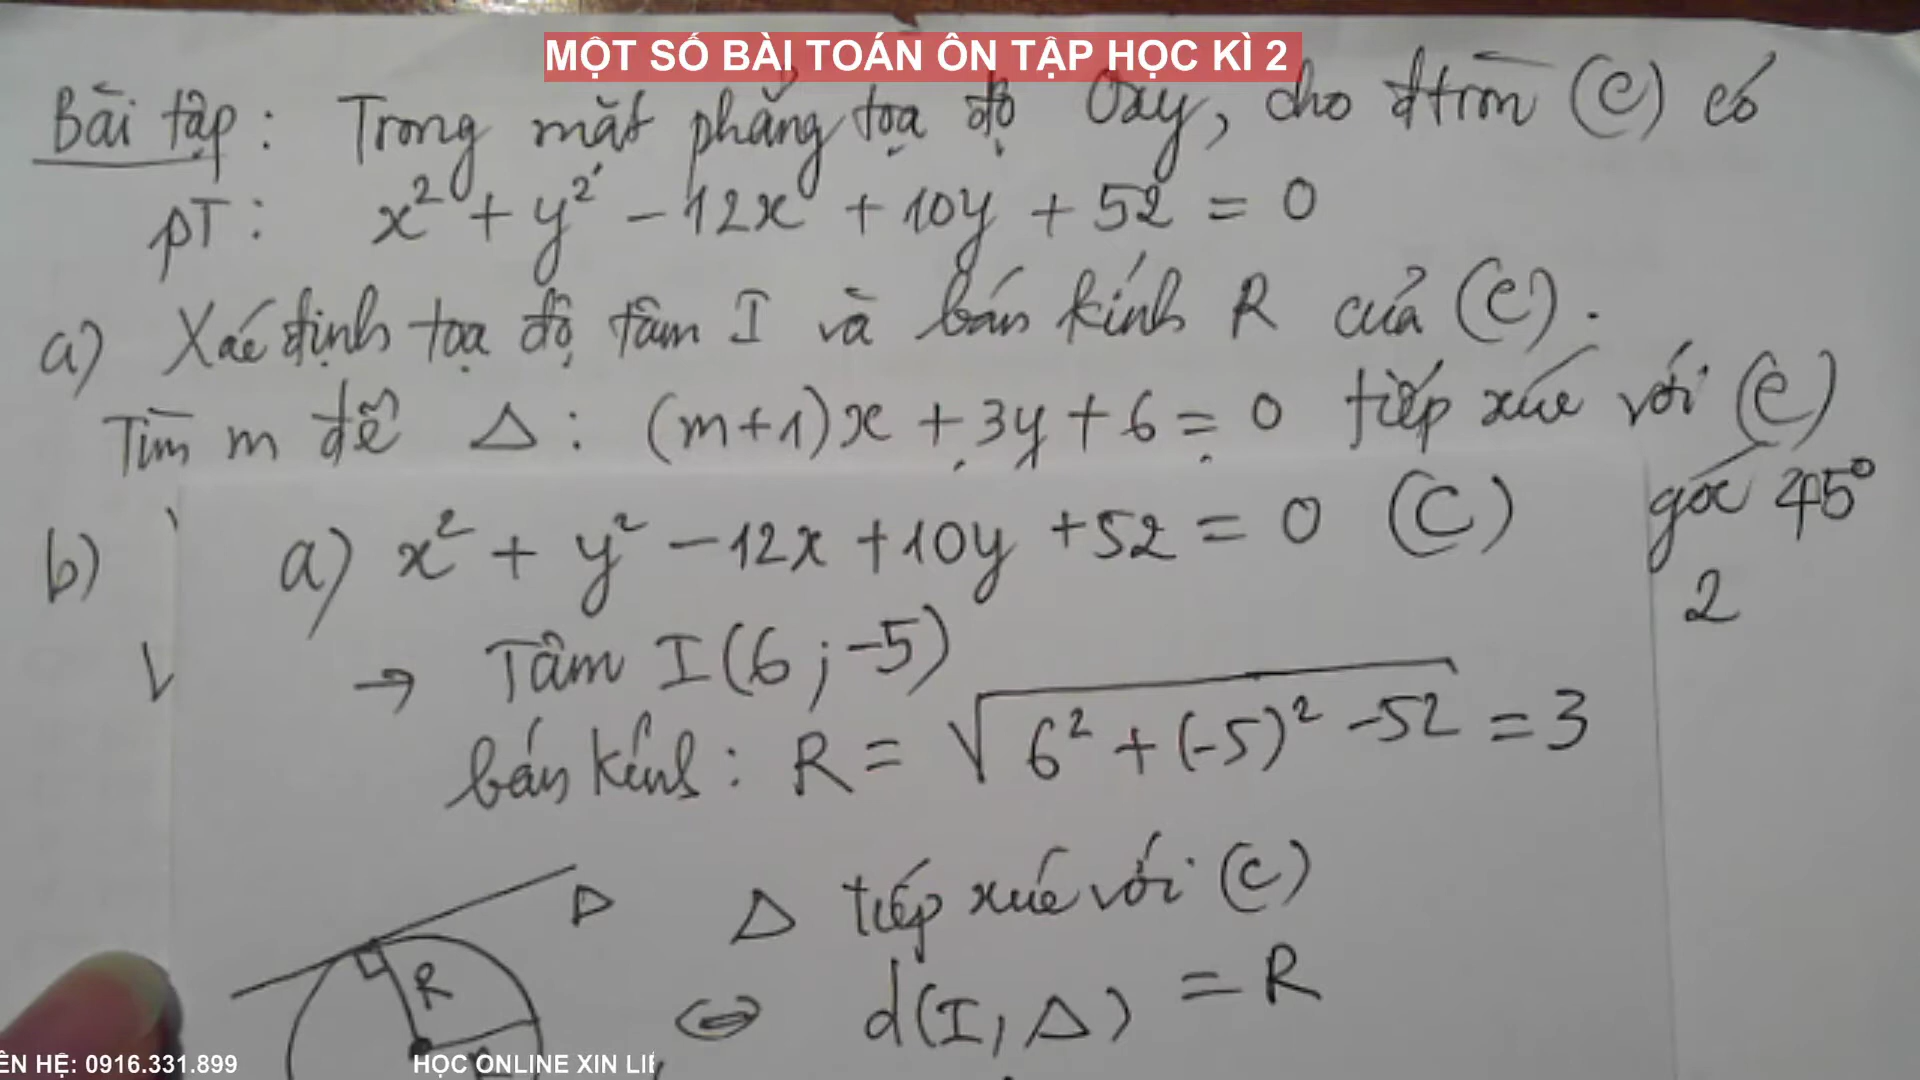 MỘT SỐ BÀI TOÁN ÔN TẬP HỌC KÌ 2
Bài tập: Trong mặt phẳng tọa độ Oxy, cho đtròn (C) có
pT: x² + y² - 12x + 10y + 52 = 0
a) Xác định tọa độ tâm I và bán kính R của (C).
Tìm m để Δ: (m+1)x + 3y + 6 = 0 tiếp xúc với (C)
góc 45°
b)
2
a) x² + y² - 12x + 10y + 52 = 0 (C)
→ Tâm I(6; -5)
bán kính: R = √(6² + (-5)² - 52) = 3
Δ
Δ tiếp xúc với (C)
R
⇔ d(I, Δ) = R
ÊN HỆ: 0916.331.899
HỌC ONLINE XIN LIÊ